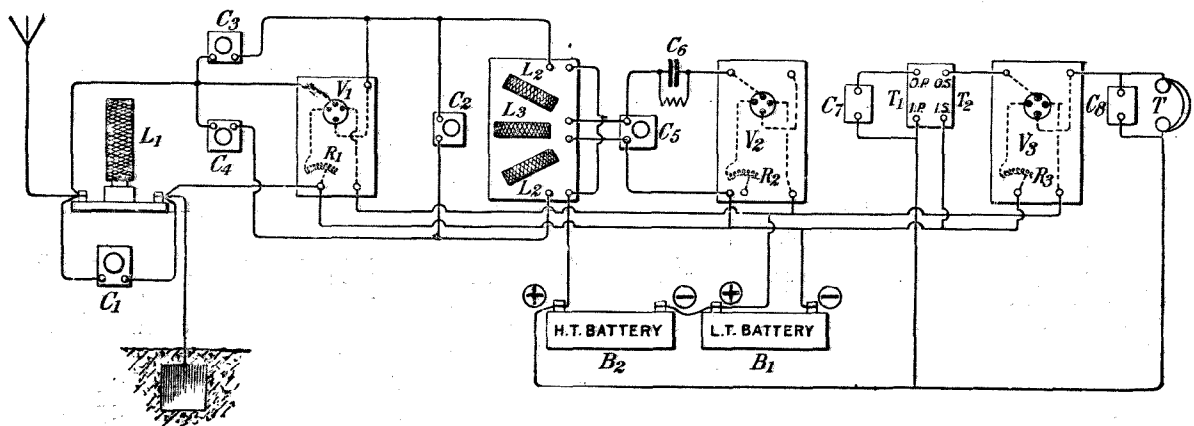 C3
V1
R1
L1
C4
C1
C2
L2
L3
L2
C6
C5
V2
R2
C7
T1
O.P.
O.S.
I.P.
I.S.
T2
V3
R3
C8
T
+
−
+
−
H.T. BATTERY
L.T. BATTERY
B2
B1